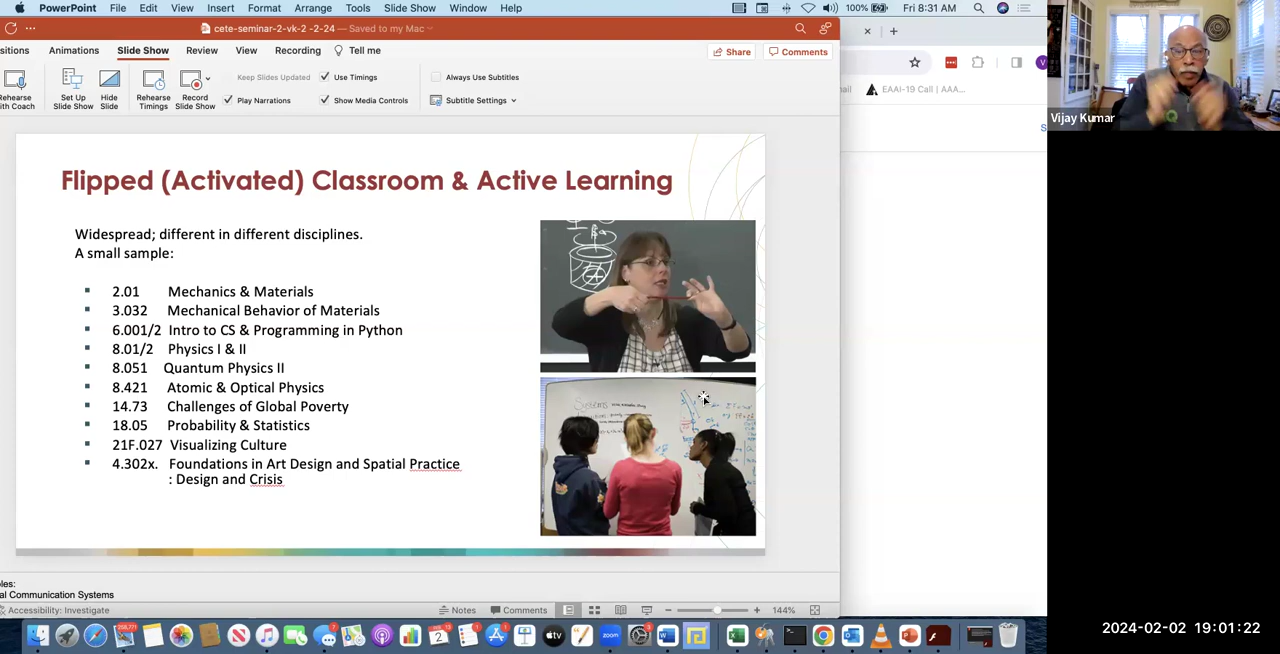 PowerPoint File Edit View Insert Format Arrange Tools Slide Show Window Help 100% Fri 8:31 AM
cete-seminar-2-vk-2 -2-24 — Saved to my Mac
sitions Animations Slide Show Review View Recording Tell me Share Comments
Rehearse
ith Coach
Set Up
Slide Show
Hide
Slide
Rehearse
Timings
Record
Slide Show
Keep Slides Updated Use Timings Always Use Subtitles
Play Narrations Show Media Controls Subtitle Settings
EAAI-19 Call | AAA...
Vijay Kumar
Flipped (Activated) Classroom & Active Learning
Widespread; different in different disciplines.
A small sample:
2.01 Mechanics & Materials
3.032 Mechanical Behavior of Materials
6.001/2 Intro to CS & Programming in Python
8.01/2 Physics I & II
8.051 Quantum Physics II
8.421 Atomic & Optical Physics
14.73 Challenges of Global Poverty
18.05 Probability & Statistics
21F.027 Visualizing Culture
4.302x. Foundations in Art Design and Spatial Practice
: Design and Crisis
ples:
al Communication Systems
Accessibility: Investigate Notes Comments 144%
2024-02-02 19:01:22